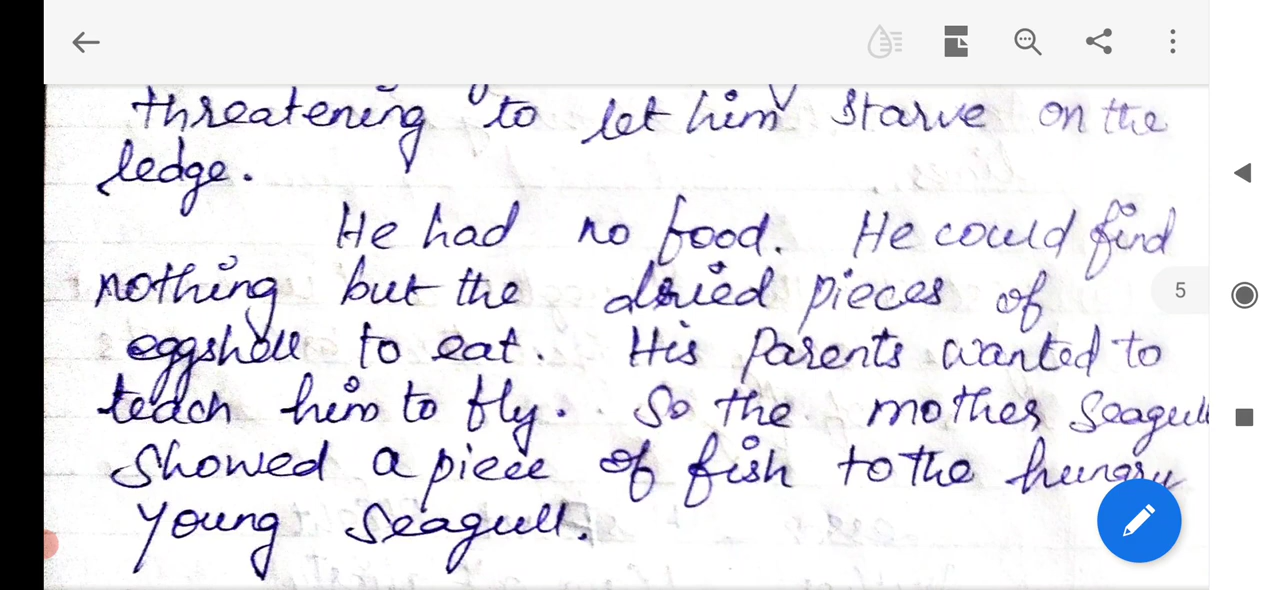 threatening to let him starve on the
ledge.
He had no food. He could find
nothing but the dried pieces of
5
eggshell to eat. His parents wanted to
teach him to fly. So the mother seagull
showed a piece of fish to the hungry
young seagull.